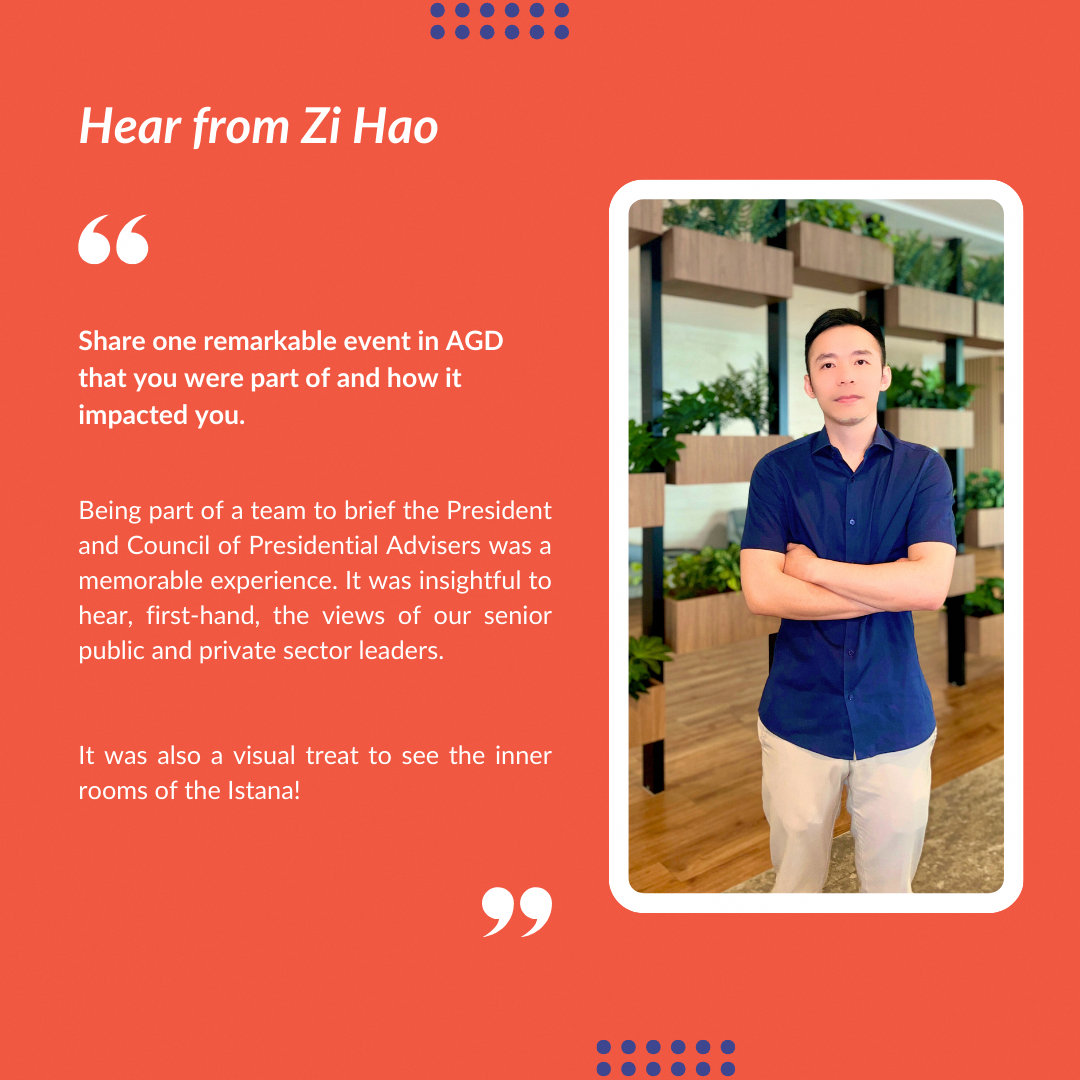 Hear from Zi Hao
“
Share one remarkable event in AGD
that you were part of and how it
impacted you.
Being part of a team to brief the President
and Council of Presidential Advisers was a
memorable experience. It was insightful to
hear, first-hand, the views of our senior
public and private sector leaders.
It was also a visual treat to see the inner
rooms of the Istana!
”